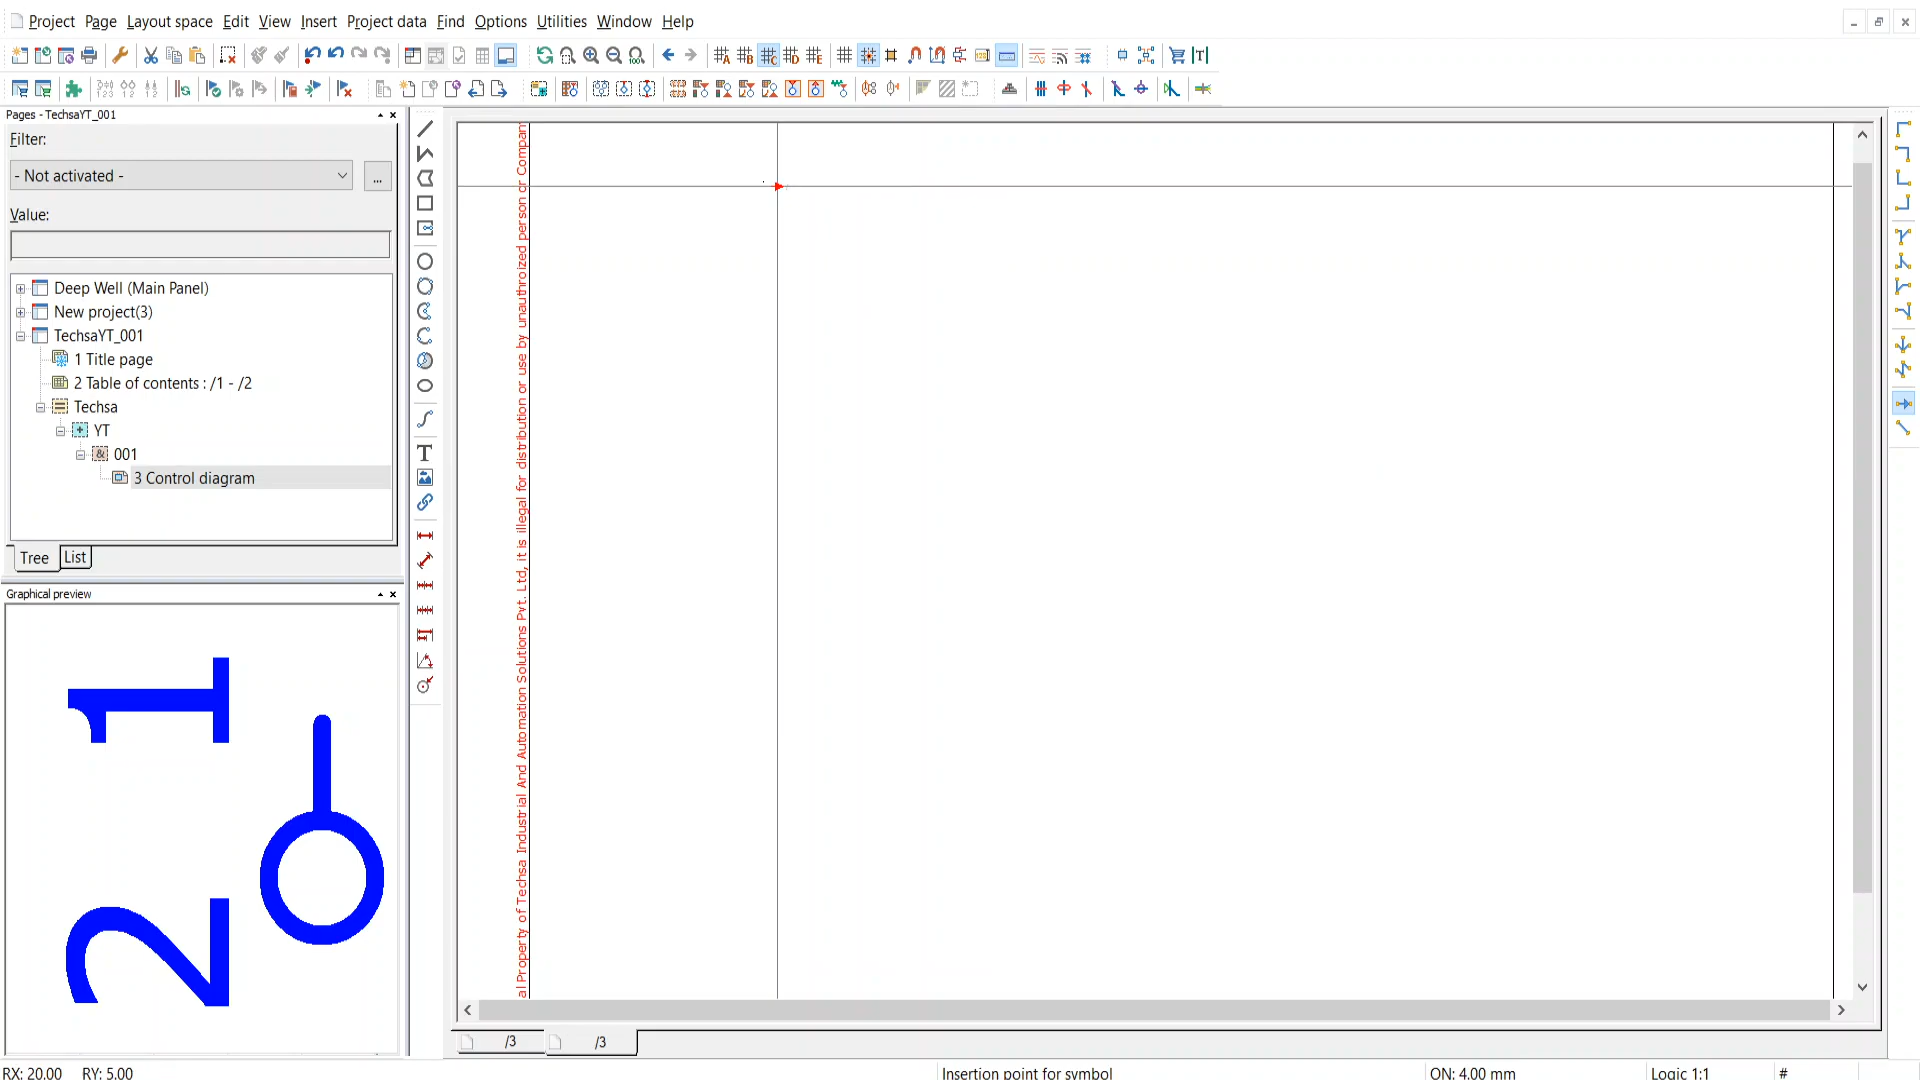 Project Page Layout space Edit View Insert Project data Find Options Utilities Window Help
Pages - TechsaYT_001
Filter:
- Not activated -
...
Value:
Deep Well (Main Panel)
New project(3)
TechsaYT_001
1 Title page
2 Table of contents : /1 - /2
Techsa
YT
001
3 Control diagram
Tree List
Graphical preview
2 1
al Property of Techsa Industrial And Automation Solutions Pvt. Ltd, it is illegal for distribution or use by unauthroized person or Company
/3 /3
RX: 20.00 RY: 5.00 Insertion point for symbol ON: 4.00 mm Logic 1:1 #